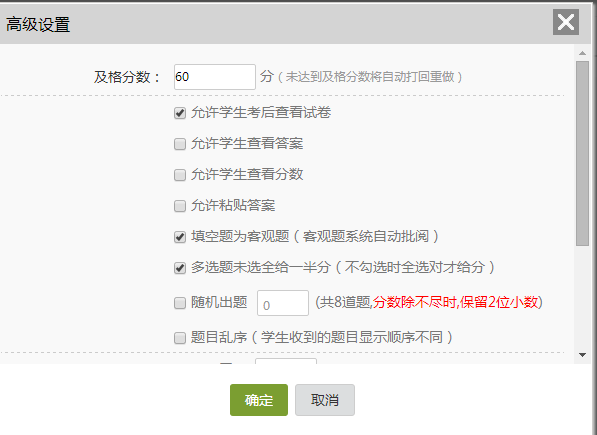 高级设置
及格分数： 60 分（未达到及格分数将自动打回重做）
允许学生考后查看试卷
允许学生查看答案
允许学生查看分数
允许粘贴答案
填空题为客观题（客观题系统自动批阅）
多选题未选全给一半分（不勾选时全选对才给分）
随机出题 0 (共8道题,分数除不尽时,保留2位小数)
题目乱序（学生收到的题目显示顺序不同）
确定 取消